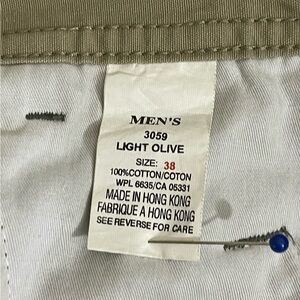 MEN'S
3059
LIGHT OLIVE
SIZE: 38
100%COTTON/COTON
WPL 6635/CA 05331
MADE IN HONG KONG
FABRIQUE A HONG KONG
SEE REVERSE FOR CARE